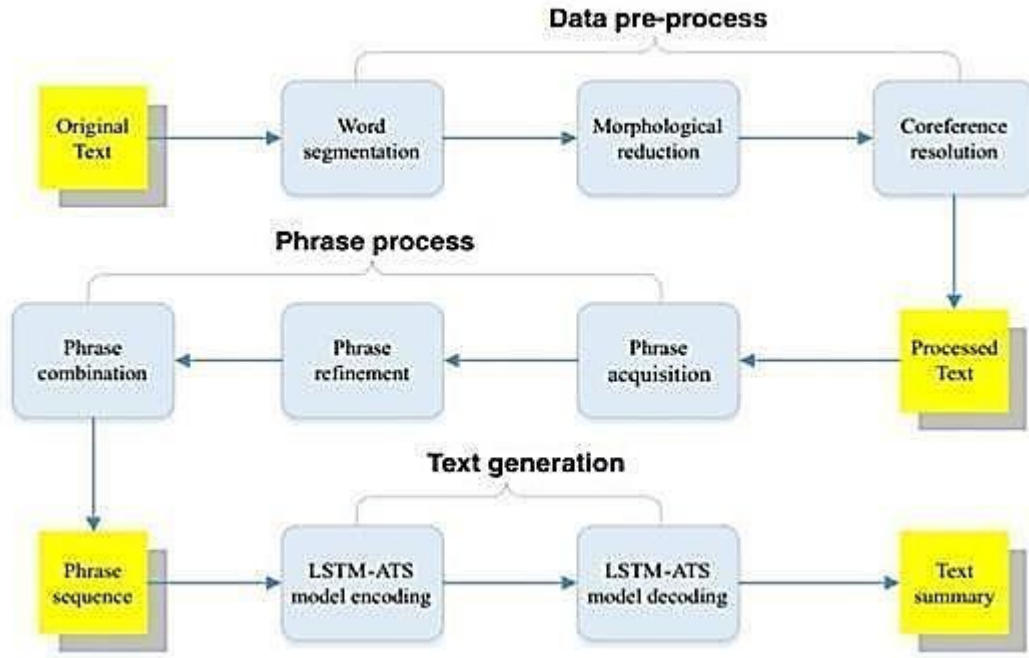 Data pre-process
Original
Text
Word
segmentation
Morphological
reduction
Coreference
resolution
Phrase process
Phrase
combination
Phrase
refinement
Phrase
acquisition
Processed
Text
Text generation
Phrase
sequence
LSTM-ATS
model encoding
LSTM-ATS
model decoding
Text
summary